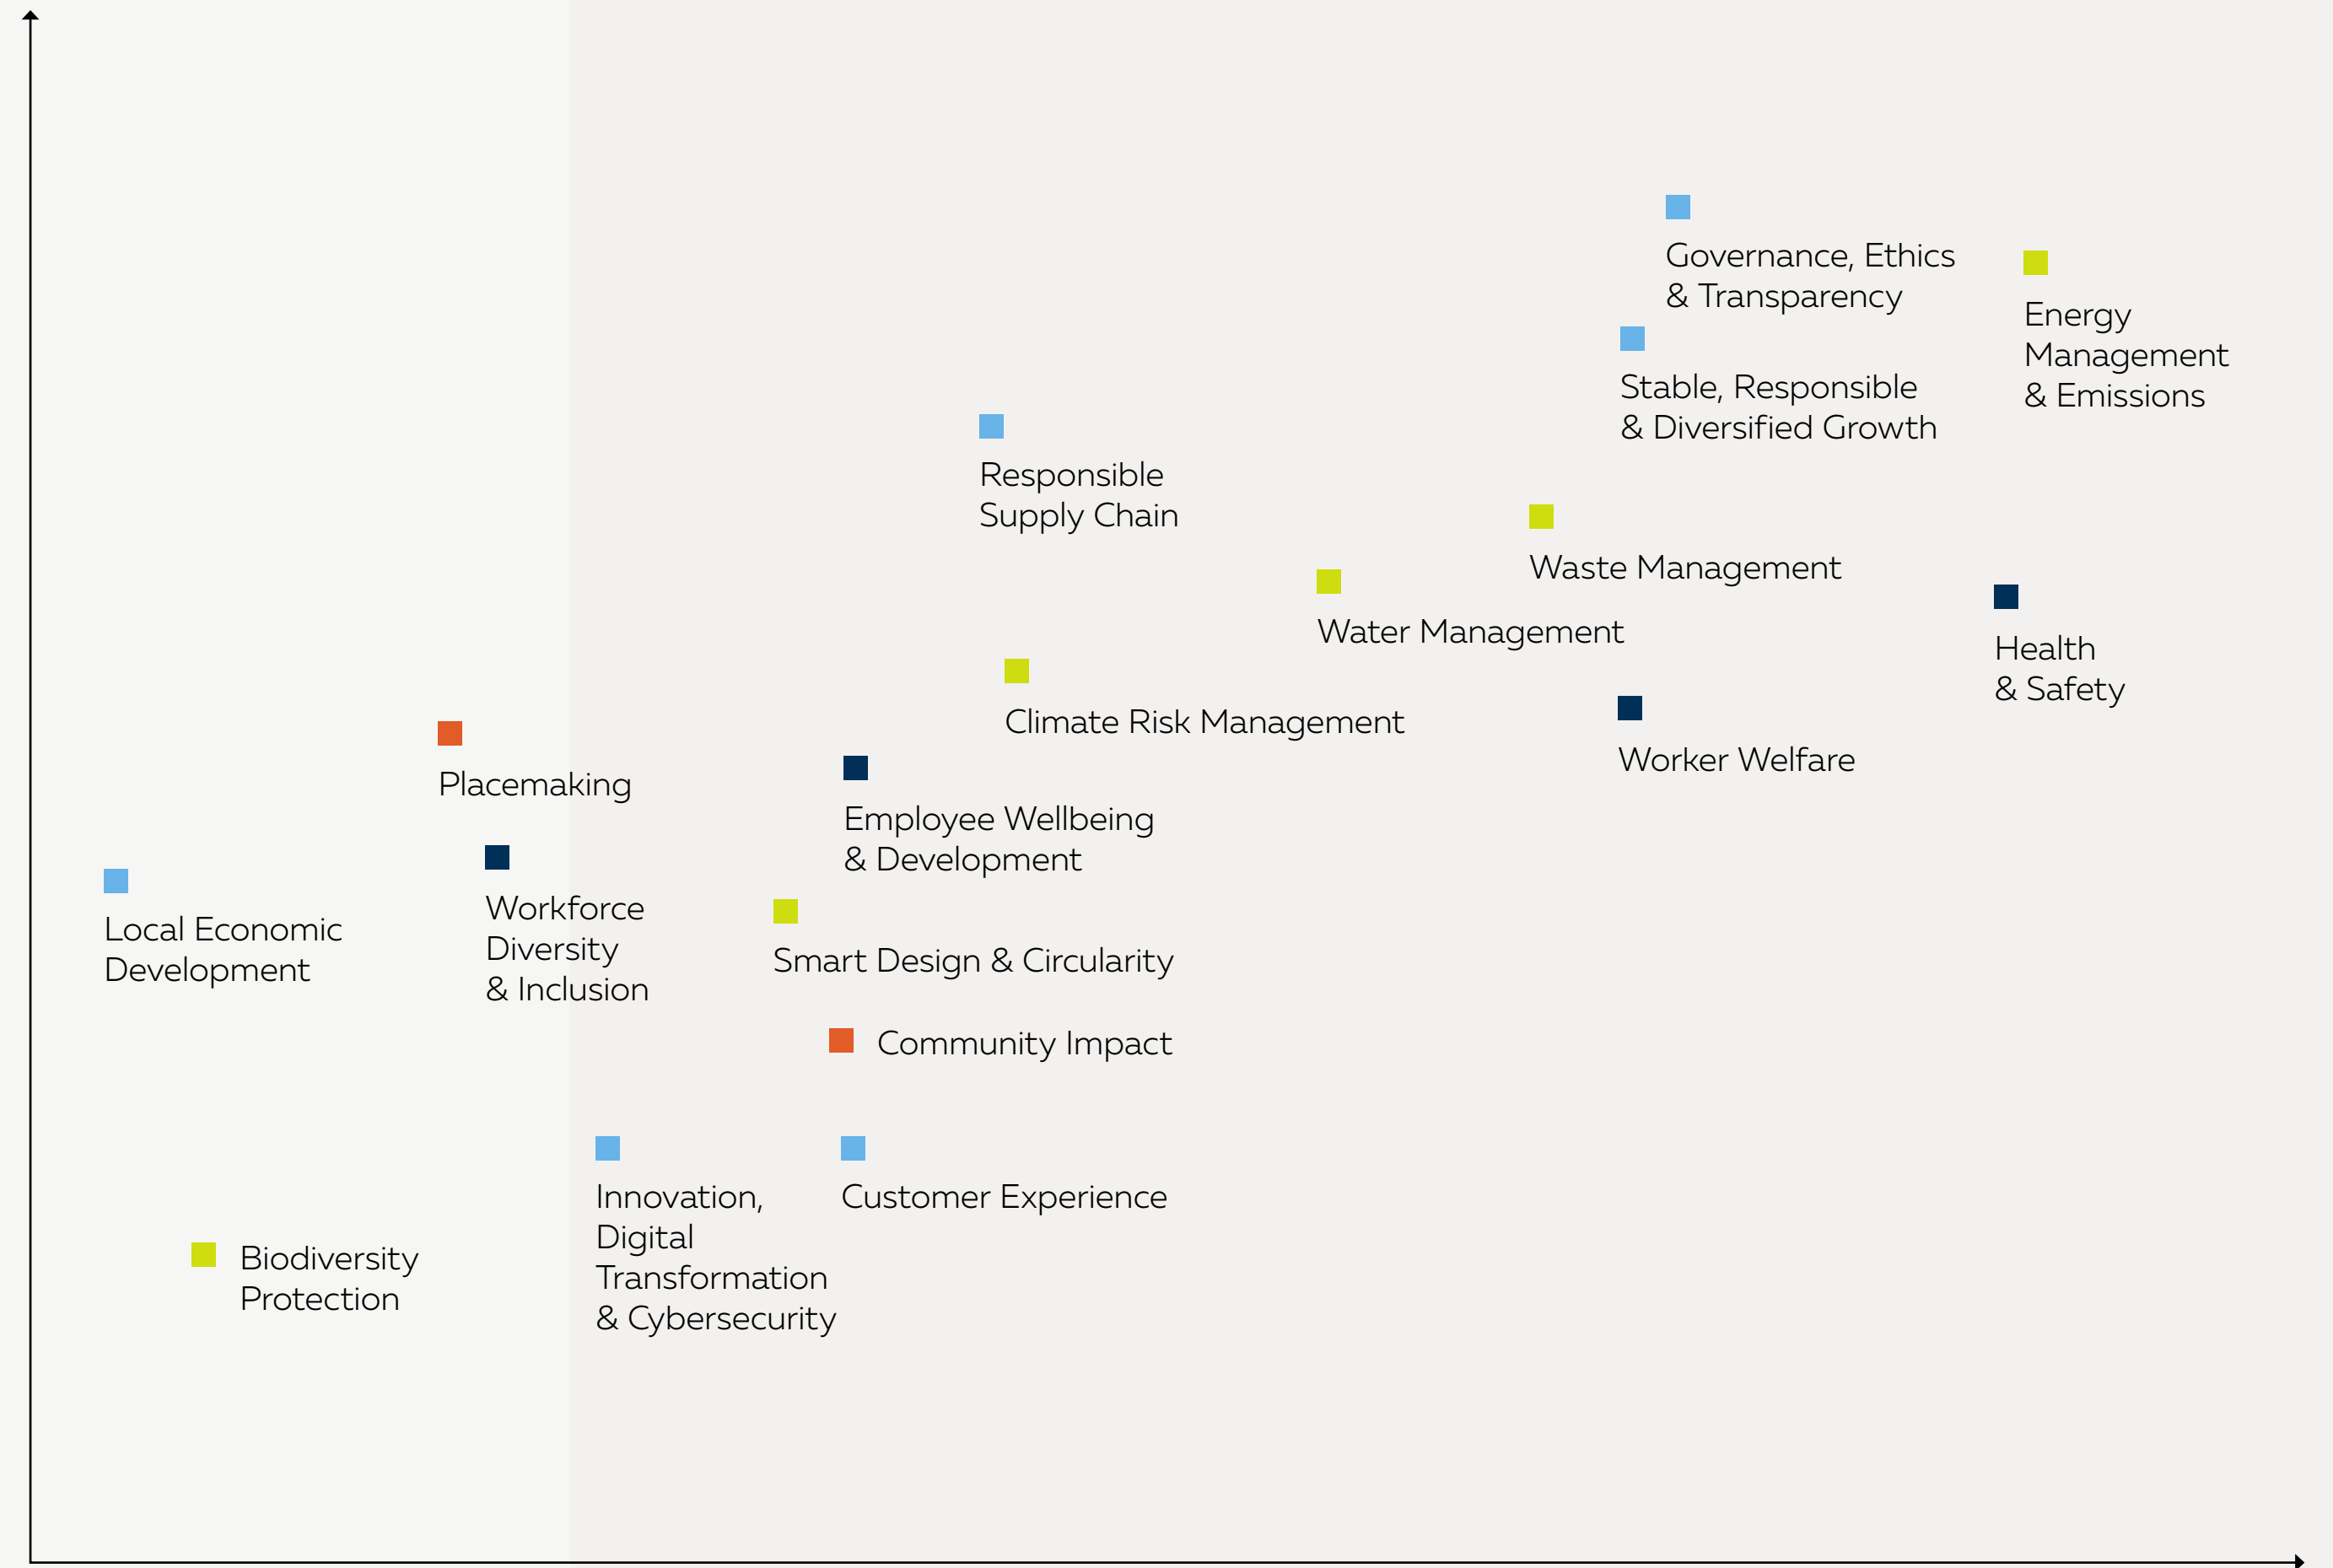 Governance, Ethics
& Transparency
Energy
Management
& Emissions
Stable, Responsible
& Diversified Growth
Responsible
Supply Chain
Waste Management
Water Management
Health
& Safety
Climate Risk Management
Worker Welfare
Placemaking
Employee Wellbeing
& Development
Workforce
Diversity
& Inclusion
Local Economic
Development
Smart Design & Circularity
Community Impact
Innovation,
Digital
Transformation
& Cybersecurity
Customer Experience
Biodiversity
Protection